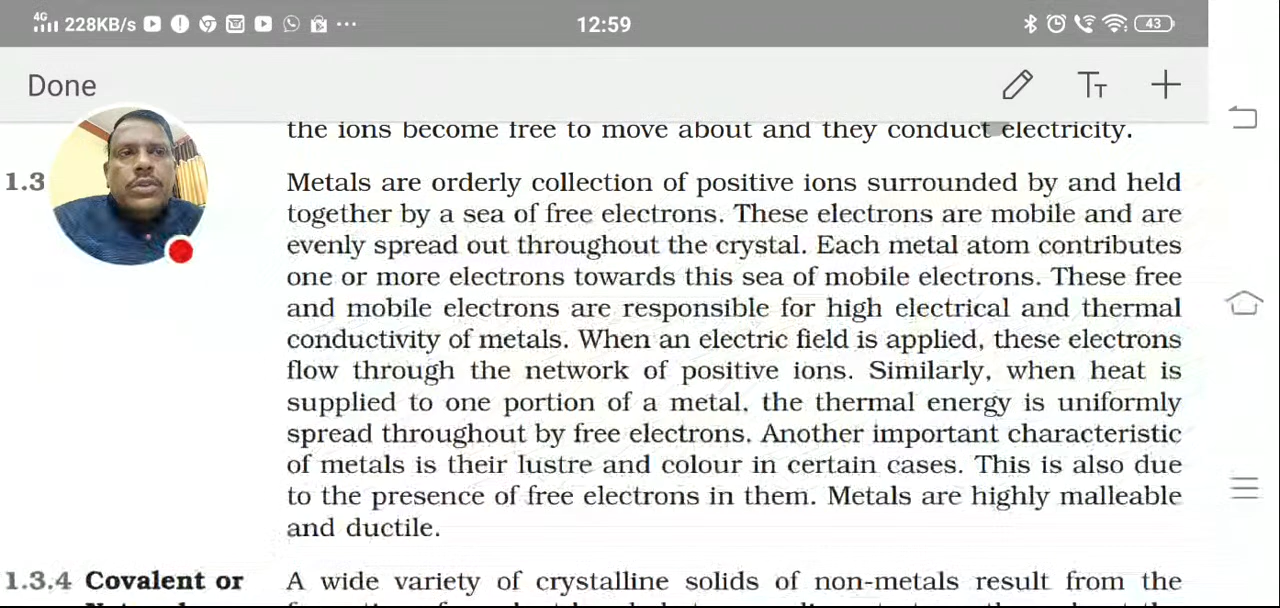 4G 228KB/s ... 12:59 43
Done
the ions become free to move about and they conduct electricity.
1.3
Metals are orderly collection of positive ions surrounded by and held
together by a sea of free electrons. These electrons are mobile and are
evenly spread out throughout the crystal. Each metal atom contributes
one or more electrons towards this sea of mobile electrons. These free
and mobile electrons are responsible for high electrical and thermal
conductivity of metals. When an electric field is applied, these electrons
flow through the network of positive ions. Similarly, when heat is
supplied to one portion of a metal, the thermal energy is uniformly
spread throughout by free electrons. Another important characteristic
of metals is their lustre and colour in certain cases. This is also due
to the presence of free electrons in them. Metals are highly malleable
and ductile.
1.3.4 Covalent or
A wide variety of crystalline solids of non-metals result from the